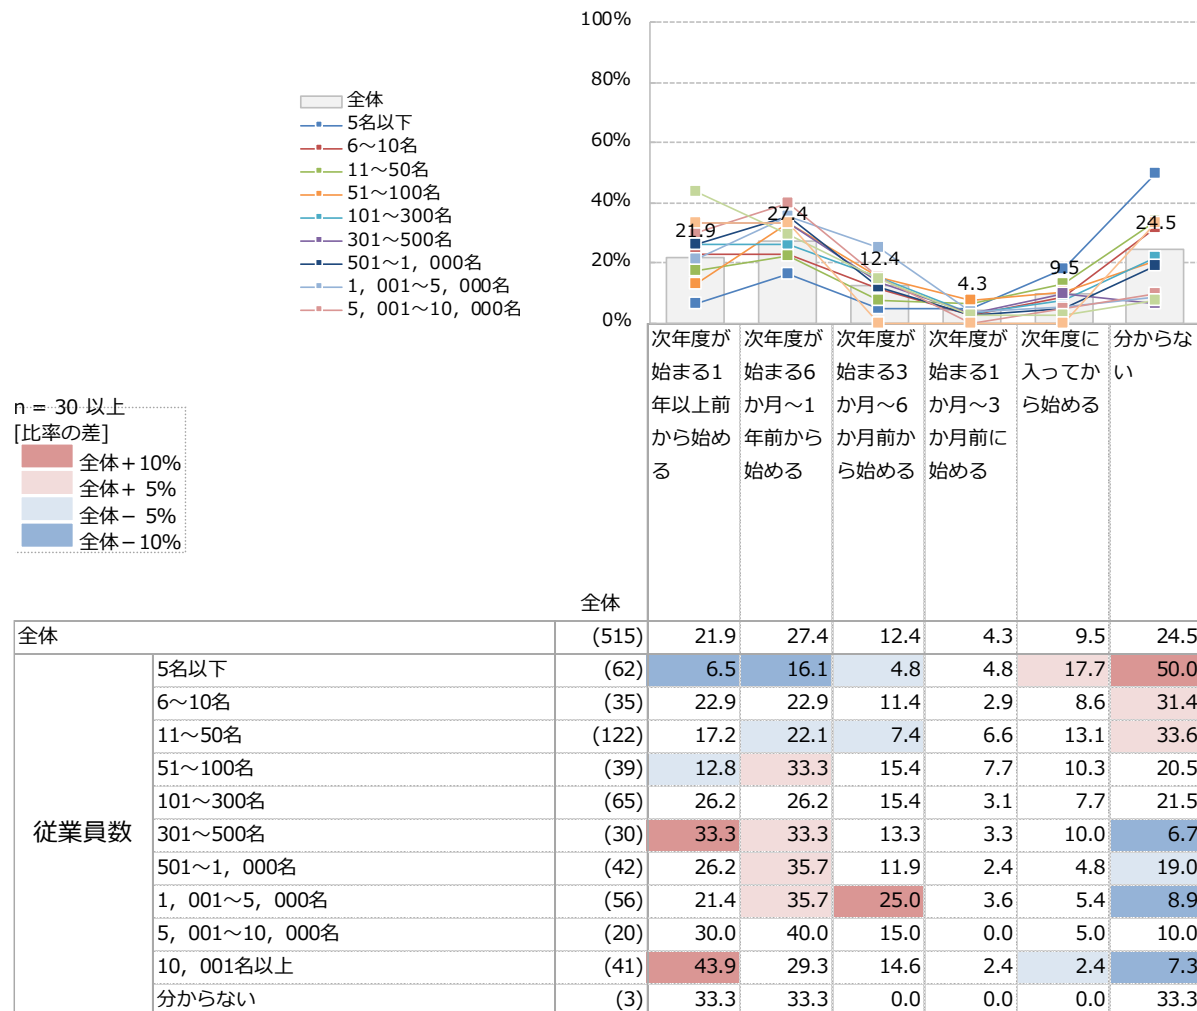 100%
80%
60%
40%
20%
0%
全体
5名以下
6～10名
11～50名
51～100名
101～300名
301～500名
501～1，000名
1，001～5，000名
5，001～10，000名
21.9
27.4
12.4
4.3
9.5
24.5
次年度が
始まる1
年以上前
から始め
る
次年度が
始まる6
か月～1
年前から
始める
次年度が
始まる3
か月～6
か月前か
ら始める
次年度が
始まる1
か月～3
か月前に
始める
次年度に
入ってか
ら始める
分からな
い
n = 30 以上
[比率の差]
全体＋10%
全体＋ 5%
全体－ 5%
全体－10%
全体
全体 (515) 21.9 27.4 12.4 4.3 9.5 24.5
従業員数
5名以下 (62) 6.5 16.1 4.8 4.8 17.7 50.0
6～10名 (35) 22.9 22.9 11.4 2.9 8.6 31.4
11～50名 (122) 17.2 22.1 7.4 6.6 13.1 33.6
51～100名 (39) 12.8 33.3 15.4 7.7 10.3 20.5
101～300名 (65) 26.2 26.2 15.4 3.1 7.7 21.5
301～500名 (30) 33.3 33.3 13.3 3.3 10.0 6.7
501～1，000名 (42) 26.2 35.7 11.9 2.4 4.8 19.0
1，001～5，000名 (56) 21.4 35.7 25.0 3.6 5.4 8.9
5，001～10，000名 (20) 30.0 40.0 15.0 0.0 5.0 10.0
10，001名以上 (41) 43.9 29.3 14.6 2.4 2.4 7.3
分からない (3) 33.3 33.3 0.0 0.0 0.0 33.3